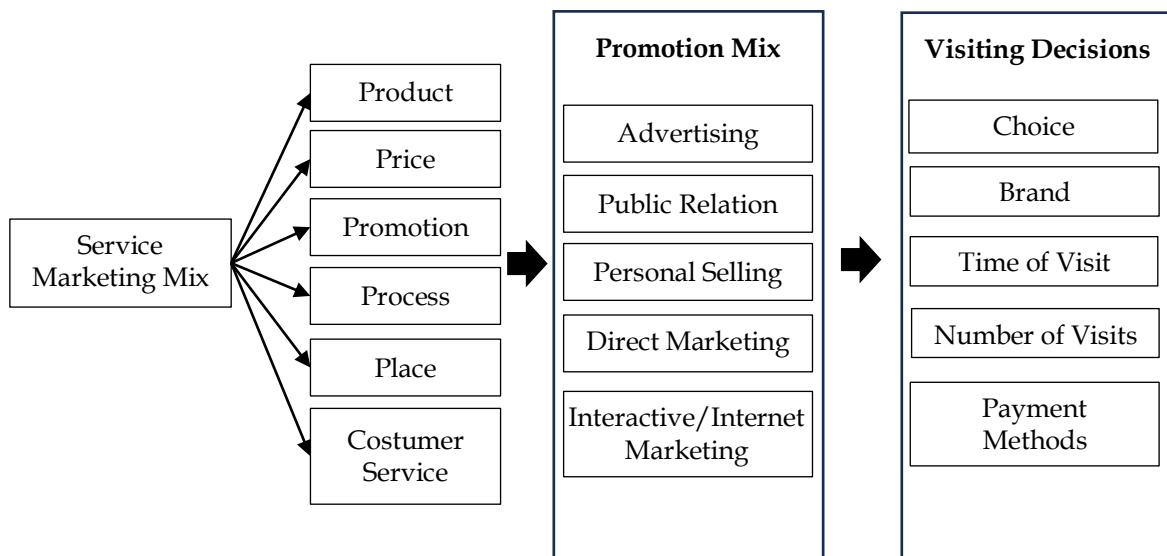 Service
Marketing Mix
Product
Price
Promotion
Process
Place
Costumer
Service
Promotion Mix
Advertising
Public Relation
Personal Selling
Direct Marketing
Interactive/Internet
Marketing
Visiting Decisions
Choice
Brand
Time of Visit
Number of Visits
Payment
Methods